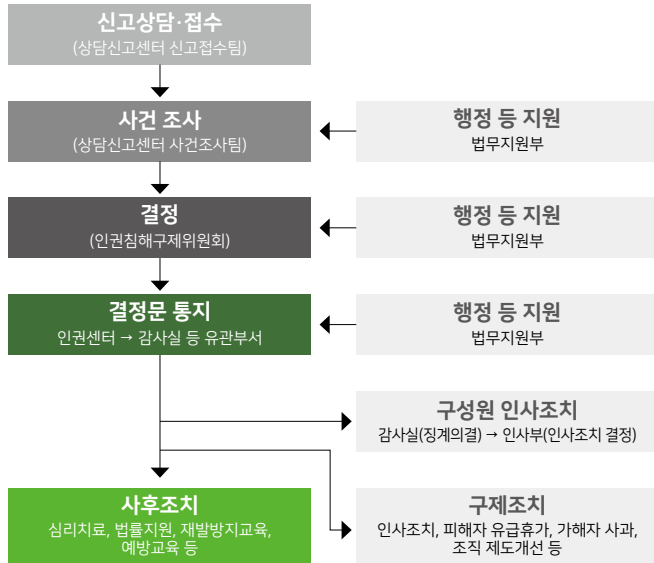 신고상담·접수
(상담신고센터 신고접수팀)
사건 조사
(상담신고센터 사건조사팀)
행정 등 지원
법무지원부
결정
(인권침해구제위원회)
행정 등 지원
법무지원부
결정문 통지
인권센터 → 감사실 등 유관부서
행정 등 지원
법무지원부
구성원 인사조치
감사실(징계의결) → 인사부(인사조치 결정)
사후조치
심리치료, 법률지원, 재발방지교육,
예방교육 등
구제조치
인사조치, 피해자 유급휴가, 가해자 사과,
조직 제도개선 등